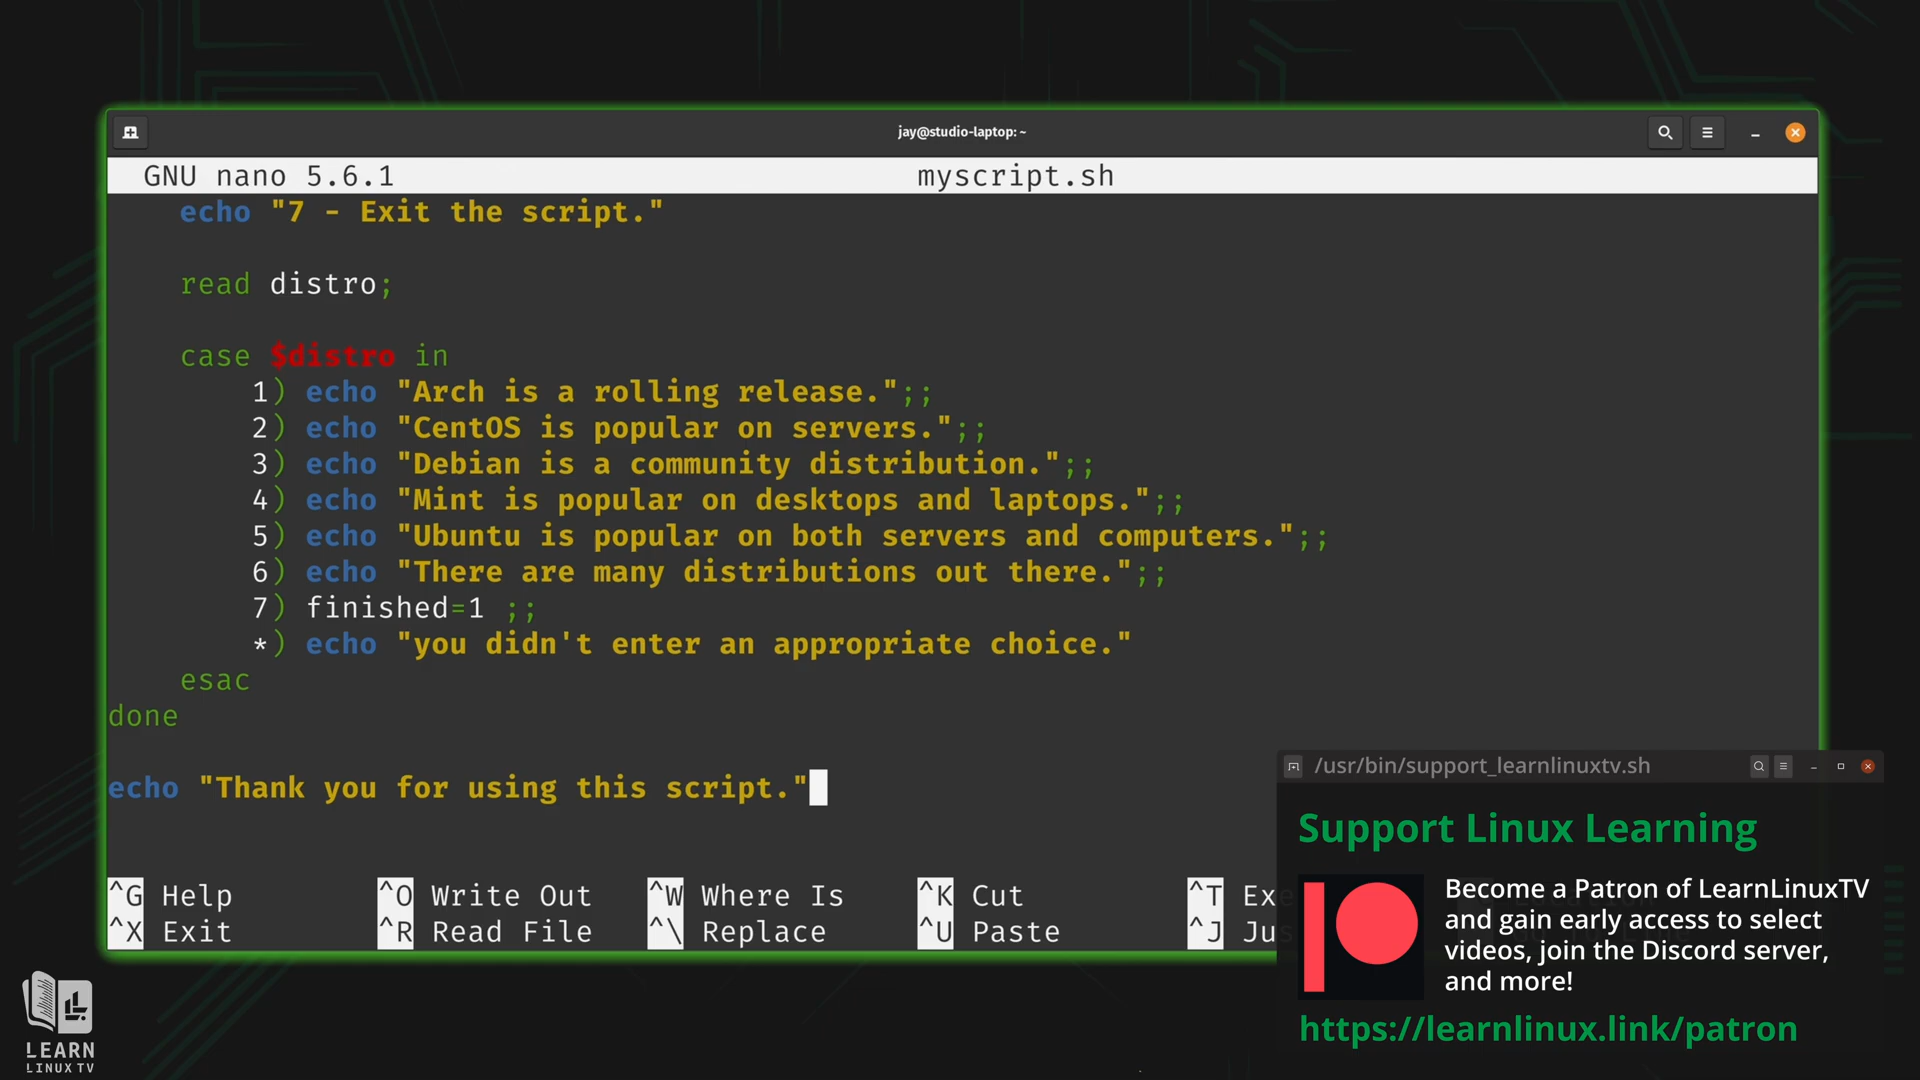 jay@studio-laptop: ~
GNU nano 5.6.1 myscript.sh
echo "7 - Exit the script."
read distro;
case $distro in
1) echo "Arch is a rolling release.";;
2) echo "CentOS is popular on servers.";;
3) echo "Debian is a community distribution.";;
4) echo "Mint is popular on desktops and laptops.";;
5) echo "Ubuntu is popular on both servers and computers.";;
6) echo "There are many distributions out there.";;
7) finished=1 ;;
*) echo "you didn't enter an appropriate choice."
esac
done
echo "Thank you for using this script."
^G Help ^O Write Out ^W Where Is ^K Cut ^T Exe
^X Exit ^R Read File ^\ Replace ^U Paste ^J Jus
/usr/bin/support_learnlinuxtv.sh
Support Linux Learning
Become a Patron of LearnLinuxTV
and gain early access to select
videos, join the Discord server,
and more!
https://learnlinux.link/patron
LEARN
LINUX TV